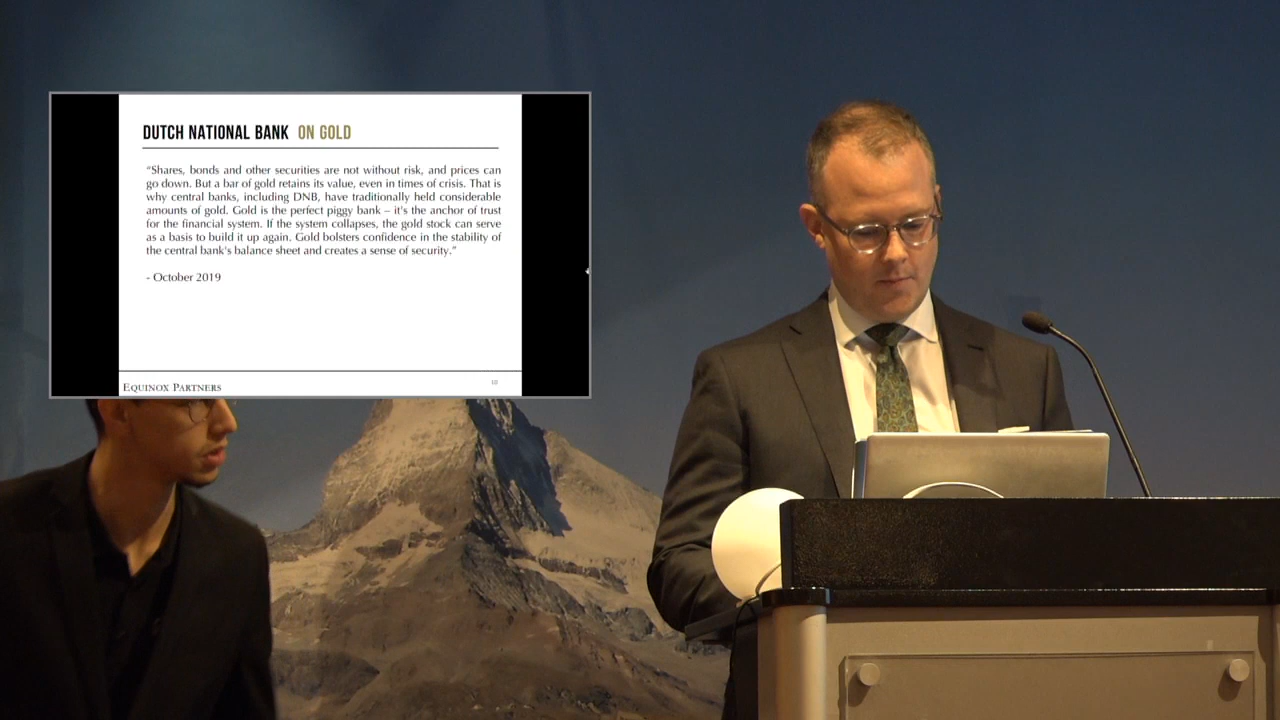 DUTCH NATIONAL BANK ON GOLD
“Shares, bonds and other securities are not without risk, and prices can
go down. But a bar of gold retains its value, even in times of crisis. That is
why central banks, including DNB, have traditionally held considerable
amounts of gold. Gold is the perfect piggy bank – it's the anchor of trust
for the financial system. If the system collapses, the gold stock can serve
as a basis to build it up again. Gold bolsters confidence in the stability of
the central bank's balance sheet and creates a sense of security.”
- October 2019
EQUINOX PARTNERS